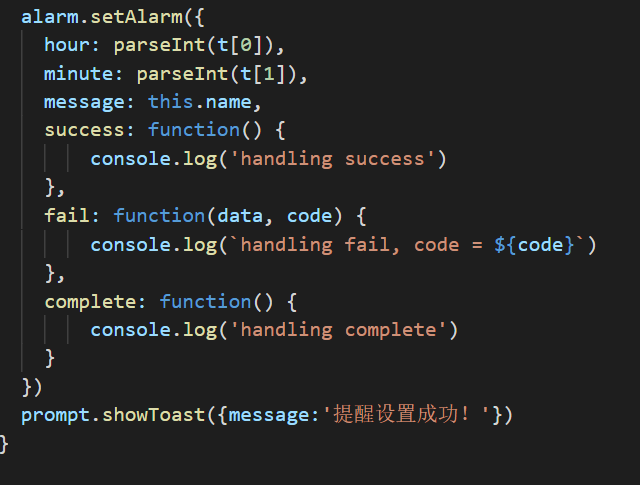 alarm.setAlarm({
hour: parseInt(t[0]),
minute: parseInt(t[1]),
message: this.name,
success: function() {
console.log('handling success')
},
fail: function(data, code) {
console.log(`handling fail, code = ${code}`)
},
complete: function() {
console.log('handling complete')
}
})
prompt.showToast({message:'提醒设置成功！'})
}